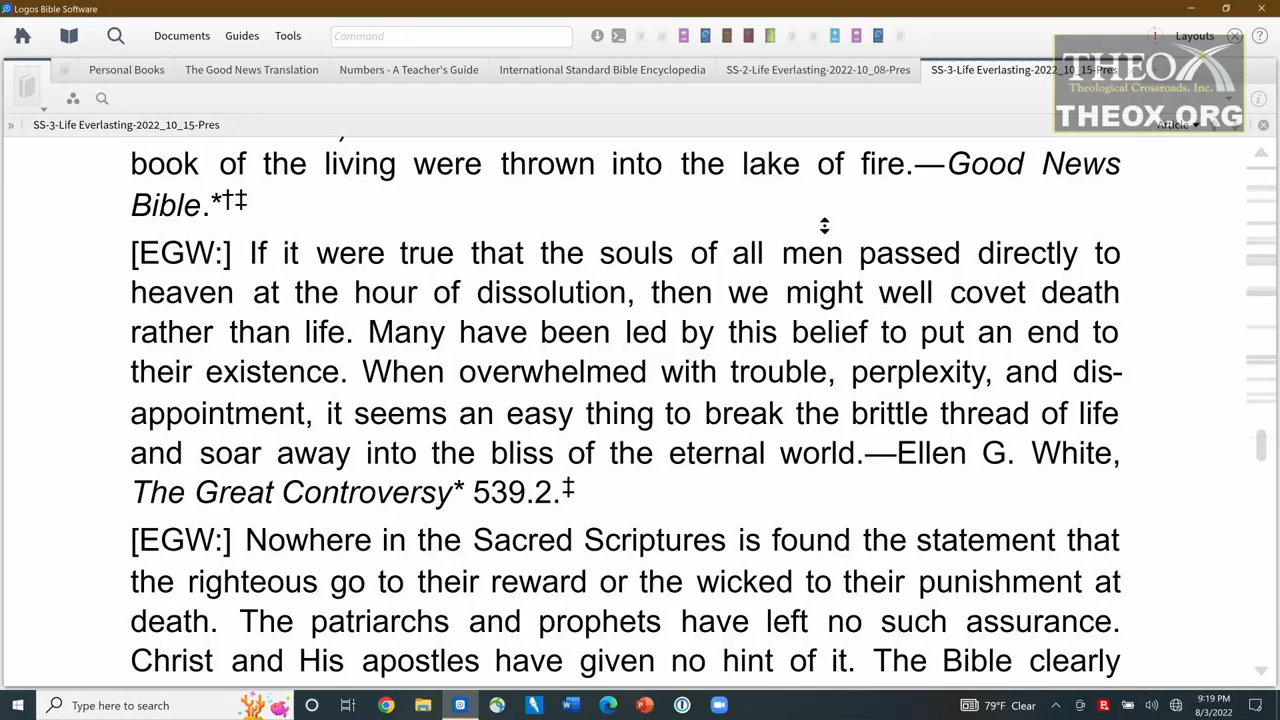 Logos Bible Software
Documents Guides Tools Command Layouts
THEOX
Theological Crossroads, Inc.
THEOX.ORG
Personal Books The Good News Translation Guide International Standard Bible Encyclopedia SS-2-Life Everlasting-2022-10_08-Pres SS-3-Life Everlasting-2022_10_15-Pres
» SS-3-Life Everlasting-2022_10_15-Pres Article
book of the living were thrown into the lake of fire.—Good News
Bible.*†‡
[EGW:] If it were true that the souls of all men passed directly to
heaven at the hour of dissolution, then we might well covet death
rather than life. Many have been led by this belief to put an end to
their existence. When overwhelmed with trouble, perplexity, and dis-
appointment, it seems an easy thing to break the brittle thread of life
and soar away into the bliss of the eternal world.—Ellen G. White,
The Great Controversy* 539.2.‡
[EGW:] Nowhere in the Sacred Scriptures is found the statement that
the righteous go to their reward or the wicked to their punishment at
death. The patriarchs and prophets have left no such assurance.
Christ and His apostles have given no hint of it. The Bible clearly
Type here to search 79°F Clear 9:19 PM
8/3/2022